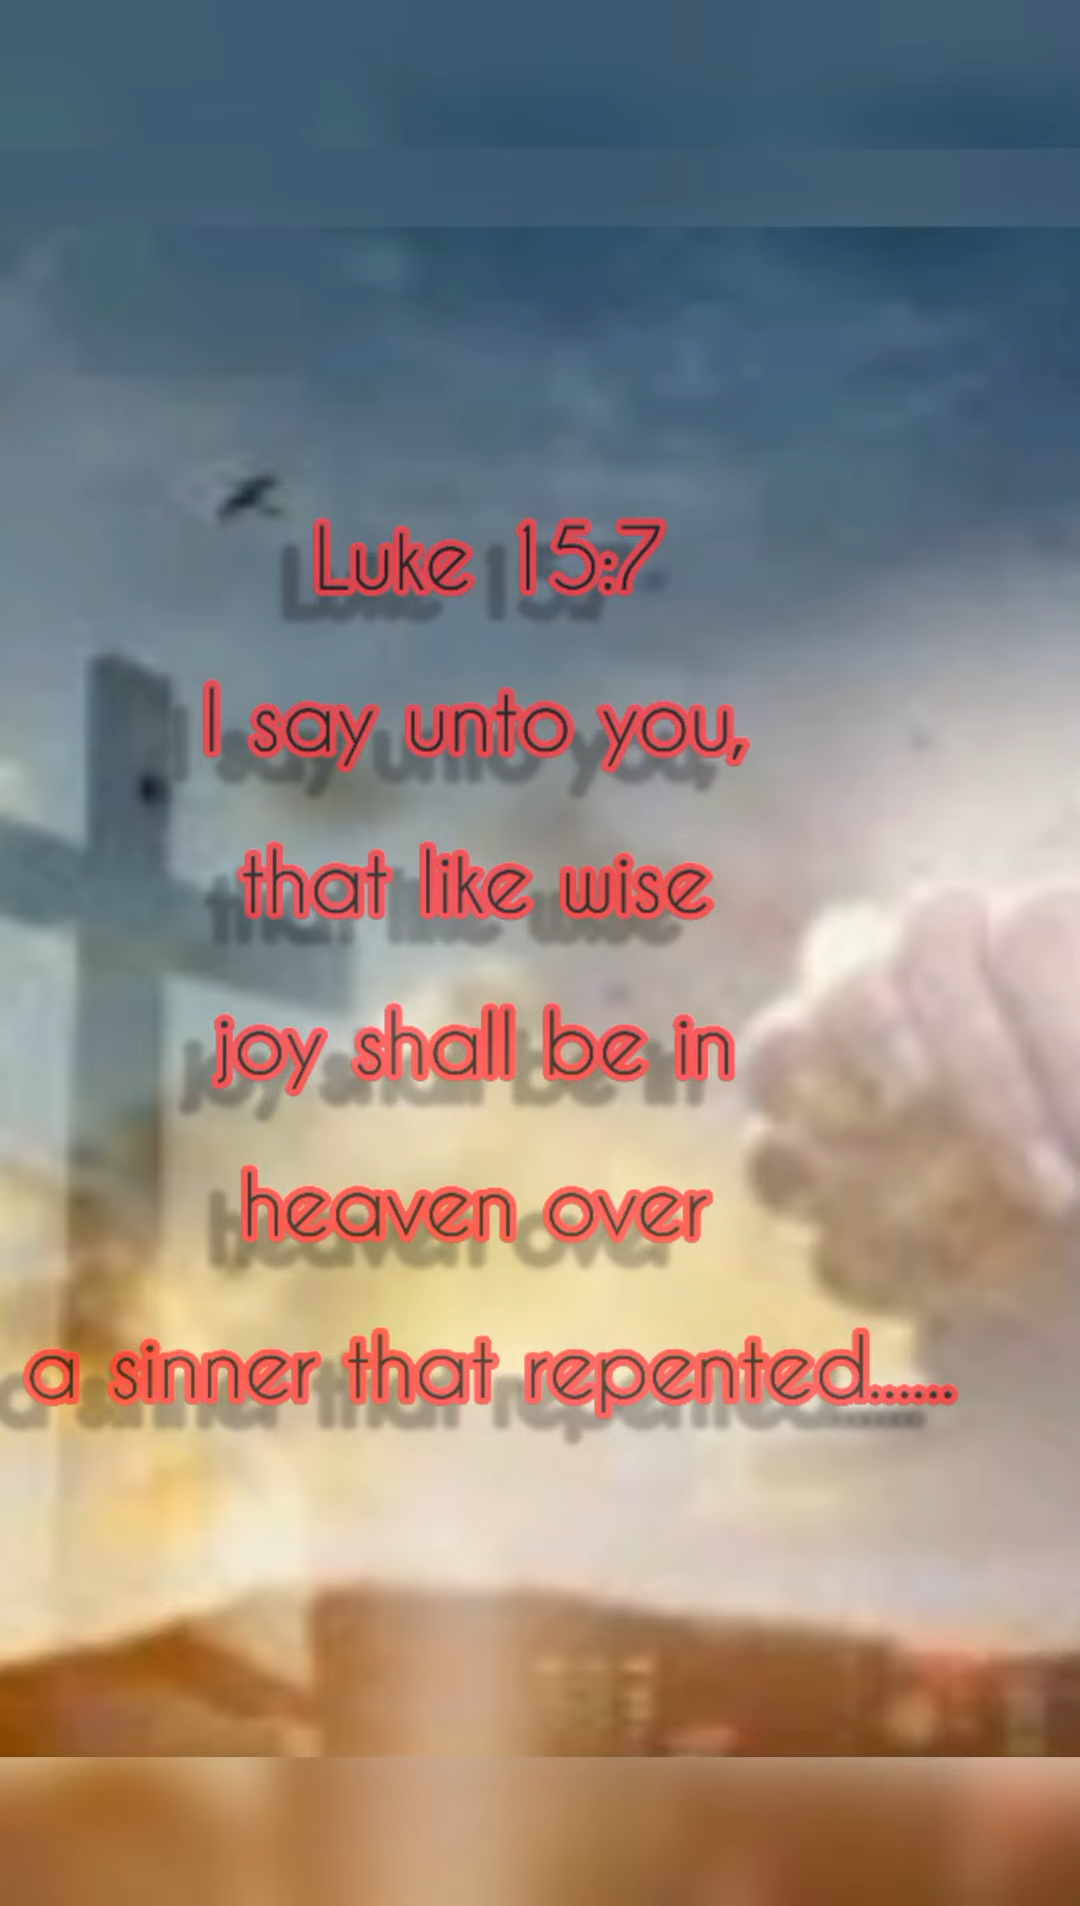 Luke 15:7
I say unto you,
that like wise
joy shall be in
heaven over
a sinner that repented......